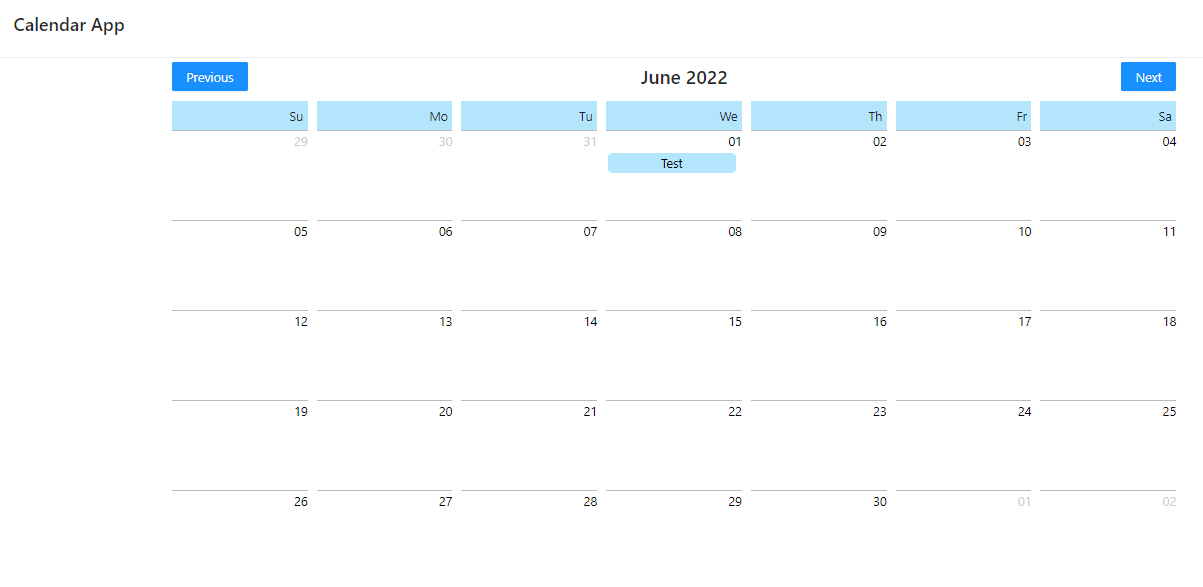 Calendar App
Previous June 2022 Next
Su Mo Tu We Th Fr Sa
29 30 31 01 02 03 04
Test
05 06 07 08 09 10 11
12 13 14 15 16 17 18
19 20 21 22 23 24 25
26 27 28 29 30 01 02